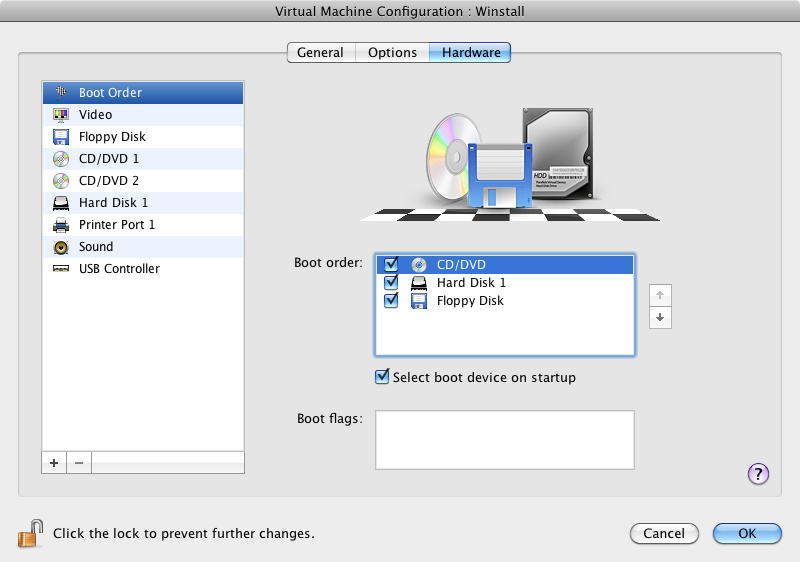 Virtual Machine Configuration : Winstall
General Options Hardware
Boot Order
Video
Floppy Disk
CD/DVD 1
CD/DVD 2
Hard Disk 1
Printer Port 1
Sound
USB Controller
HDD
Boot order:
CD/DVD
Hard Disk 1
Floppy Disk
Select boot device on startup
Boot flags:
?
Click the lock to prevent further changes.
Cancel OK